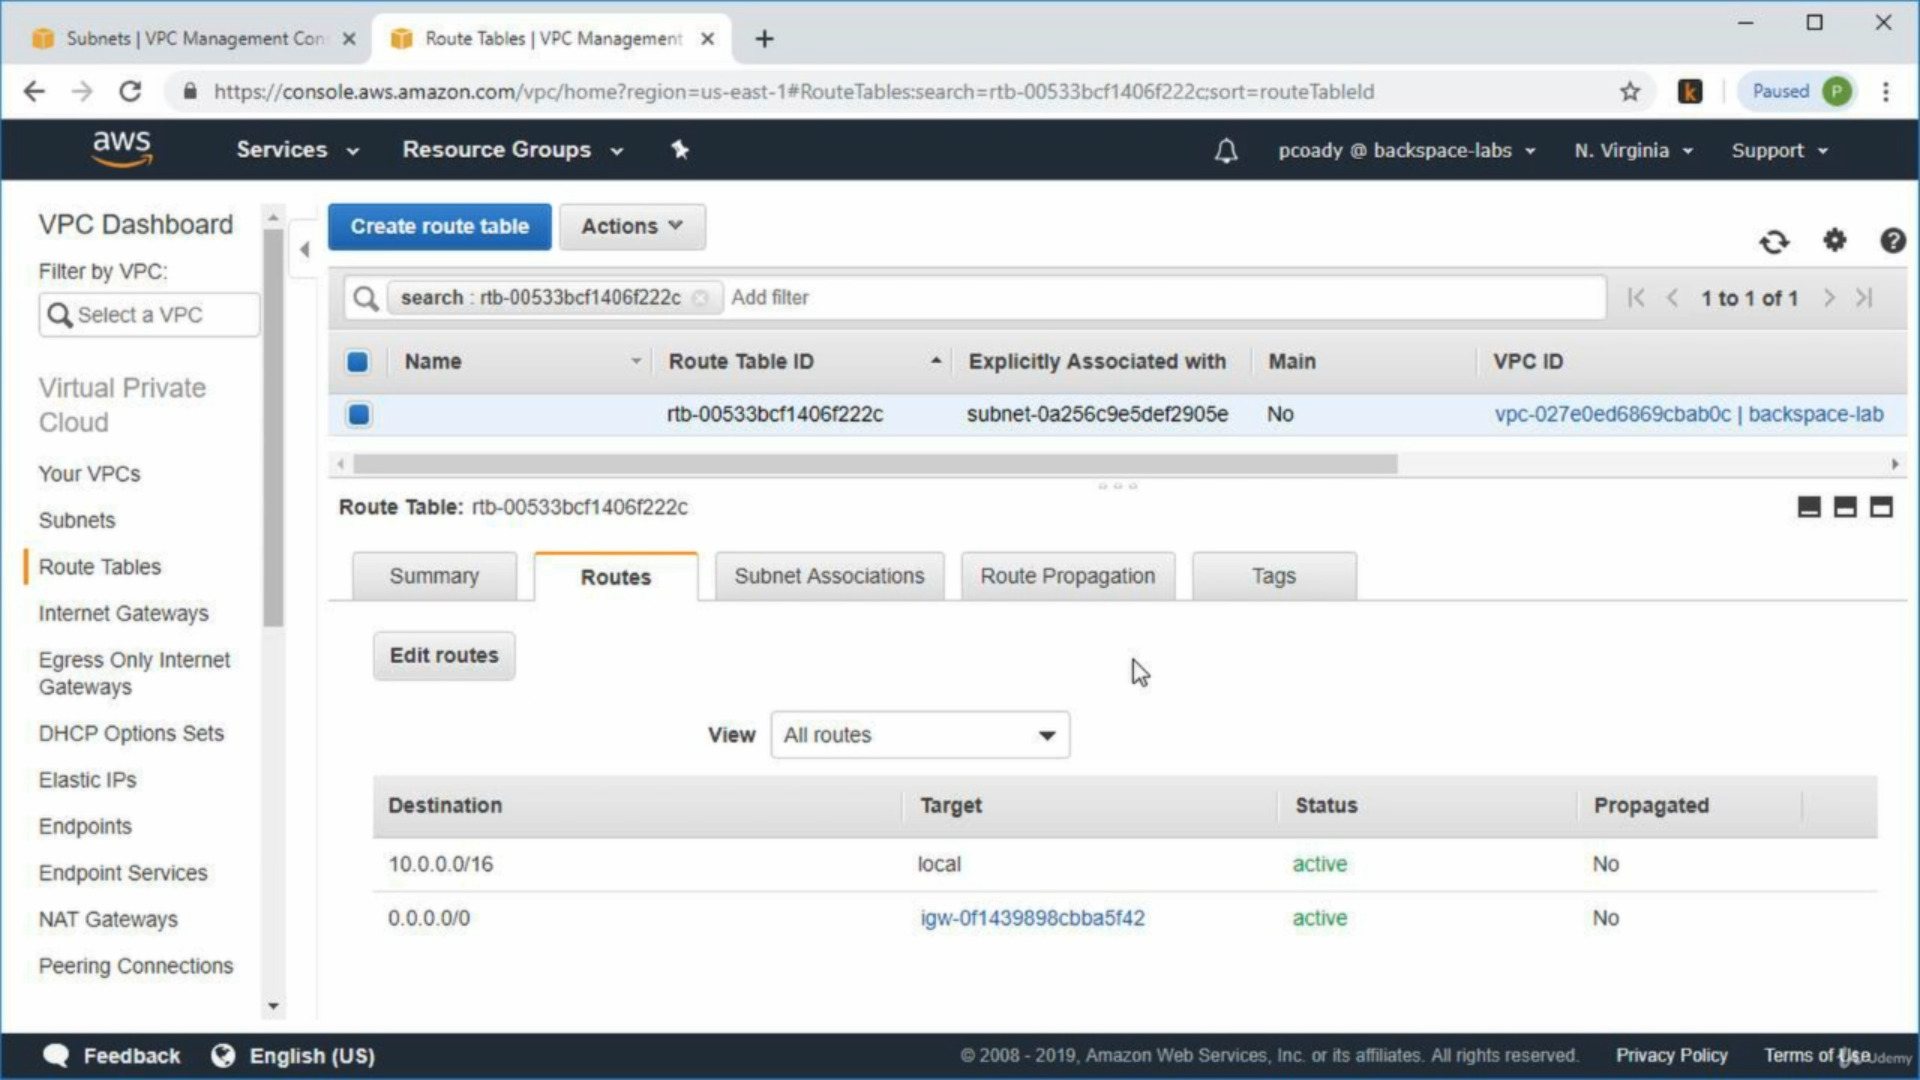 Subnets | VPC Management Con
Route Tables | VPC Management
https://console.aws.amazon.com/vpc/home?region=us-east-1#RouteTables:search=rtb-00533bcf1406f222c;sort=routeTableId
k
Paused P
aws
Services
Resource Groups
pcoady @ backspace-labs
N. Virginia
Support
VPC Dashboard
Filter by VPC:
Select a VPC
Virtual Private
Cloud
Your VPCs
Subnets
Route Tables
Internet Gateways
Egress Only Internet
Gateways
DHCP Options Sets
Elastic IPs
Endpoints
Endpoint Services
NAT Gateways
Peering Connections
Create route table
Actions
search : rtb-00533bcf1406f222c
Add filter
1 to 1 of 1
Name Route Table ID Explicitly Associated with Main VPC ID
rtb-00533bcf1406f222c subnet-0a256c9e5def2905e No vpc-027e0ed6869cbab0c | backspace-lab
Route Table: rtb-00533bcf1406f222c
Summary Routes Subnet Associations Route Propagation Tags
Edit routes
View All routes
Destination Target Status Propagated
10.0.0.0/16 local active No
0.0.0.0/0 igw-0f1439898cbba5f42 active No
Feedback
English (US)
© 2008 - 2019, Amazon Web Services, Inc. or its affiliates. All rights reserved.
Privacy Policy
Terms of Use
Udemy